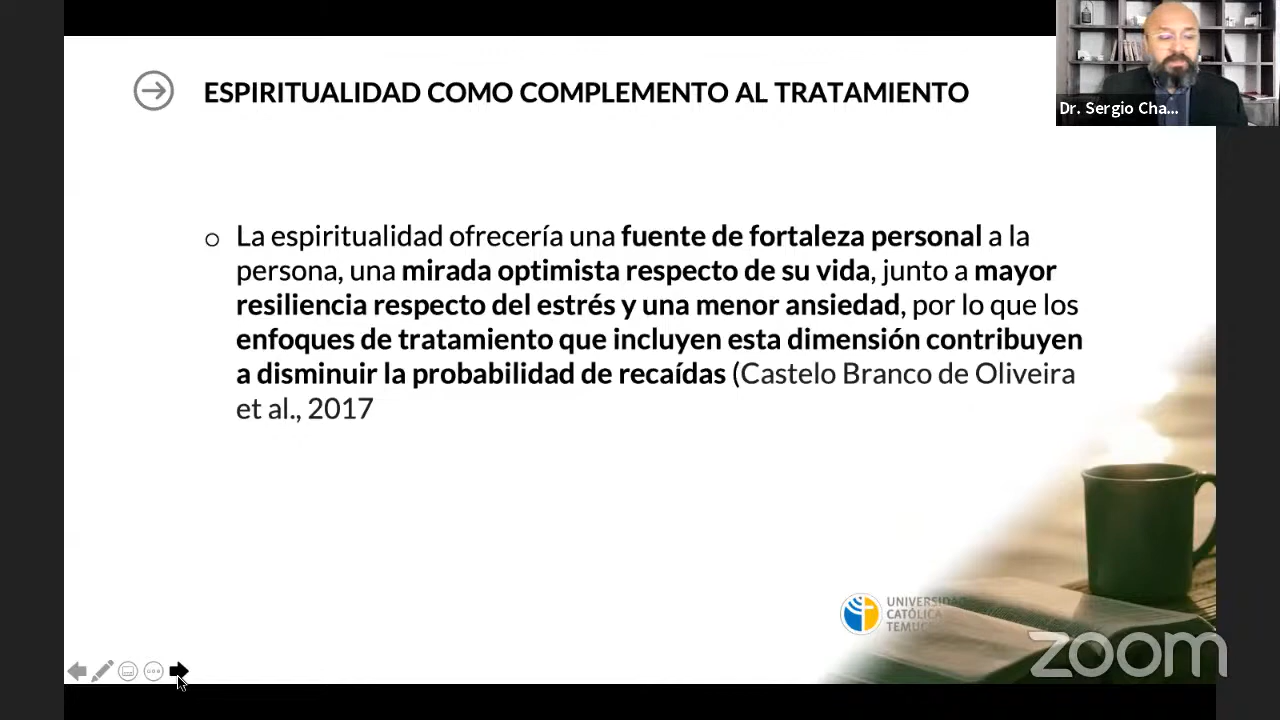 ESPIRITUALIDAD COMO COMPLEMENTO AL TRATAMIENTO
Dr. Sergio Cha...
o La espiritualidad ofrecería una fuente de fortaleza personal a la
persona, una mirada optimista respecto de su vida, junto a mayor
resiliencia respecto del estrés y una menor ansiedad, por lo que los
enfoques de tratamiento que incluyen esta dimensión contribuyen
a disminuir la probabilidad de recaídas (Castelo Branco de Oliveira
et al., 2017
UNIVERSIDAD
CATÓLICA
TEMUCO
zoom